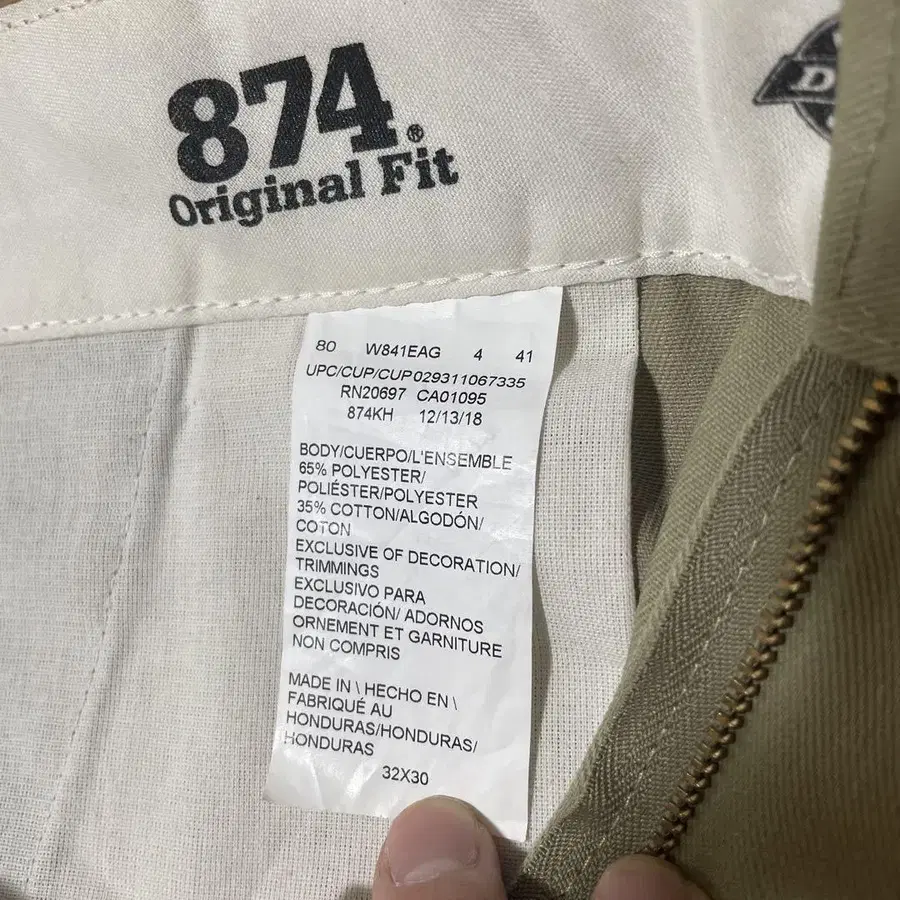 874®
Original Fit
D
80 W841EAG 4 41
UPC/CUP/CUP029311067335
RN20697 CA01095
874KH 12/13/18
BODY/CUERPO/L'ENSEMBLE
65% POLYESTER/
POLIÉSTER/POLYESTER
35% COTTON/ALGODÓN/
COTON
EXCLUSIVE OF DECORATION/
TRIMMINGS
EXCLUSIVO PARA
DECORACIÓN/ ADORNOS
ORNEMENT ET GARNITURE
NON COMPRIS
MADE IN \ HECHO EN \
FABRIQUÉ AU
HONDURAS/HONDURAS/
HONDURAS
32X30